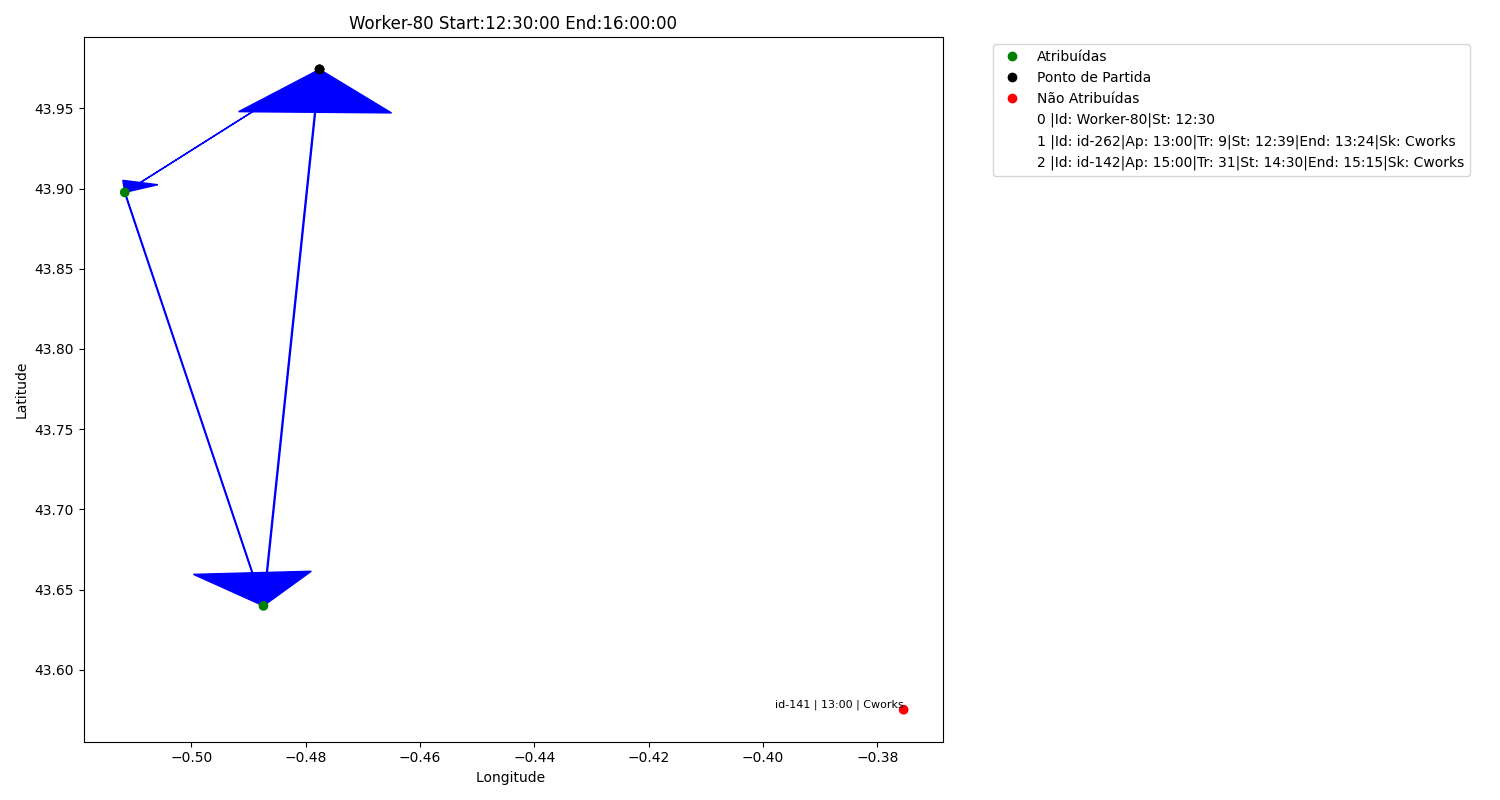 Worker-80 Start:12:30:00 End:16:00:00
Atribuídas
Ponto de Partida
Não Atribuídas
0 |Id: Worker-80|St: 12:30
1 |Id: id-262|Ap: 13:00|Tr: 9|St: 12:39|End: 13:24|Sk: Cworks
2 |Id: id-142|Ap: 15:00|Tr: 31|St: 14:30|End: 15:15|Sk: Cworks
Latitude
43.95
43.90
43.85
43.80
43.75
43.70
43.65
43.60
id-141 | 13:00 | Cworks
−0.50 −0.48 −0.46 −0.44 −0.42 −0.40 −0.38
Longitude